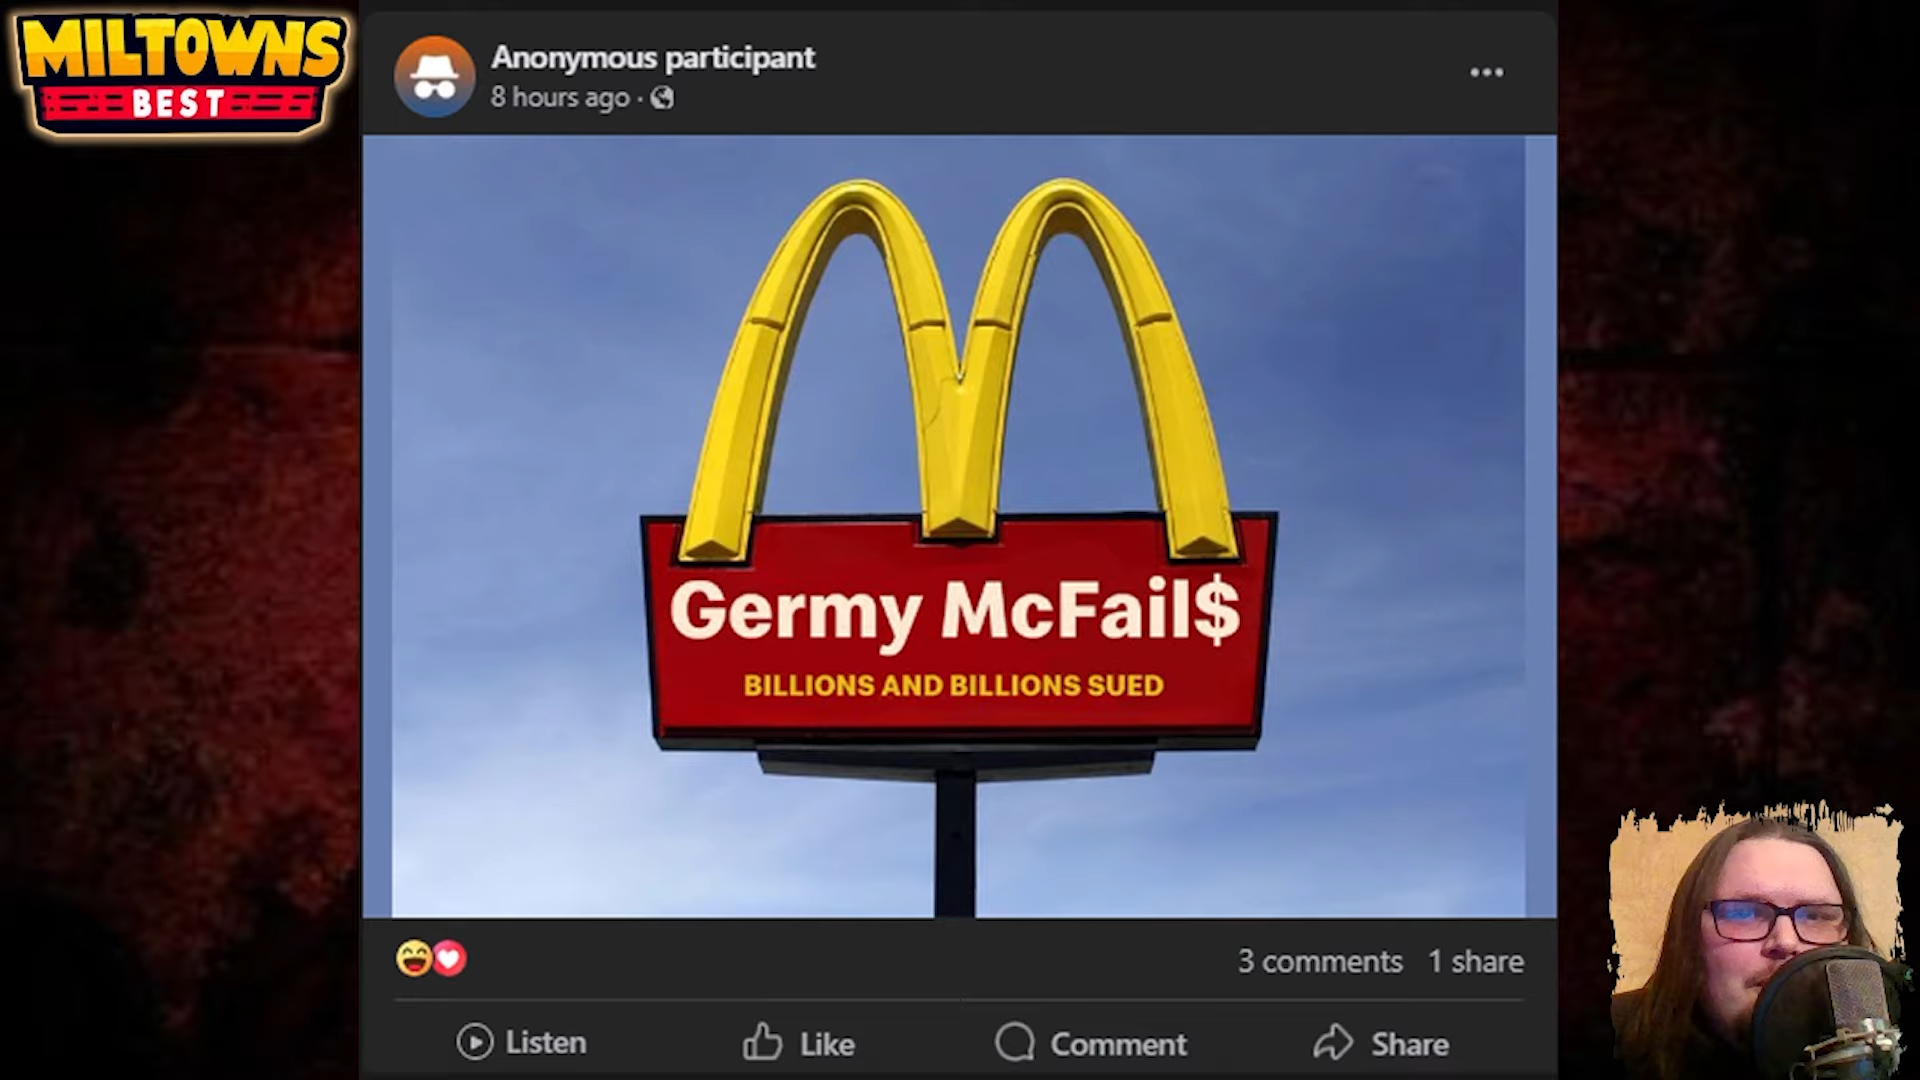 MILTOWNS
BEST
Anonymous participant
8 hours ago ·
Germy McFail$
BILLIONS AND BILLIONS SUED
3 comments 1 share
Listen Like Comment Share